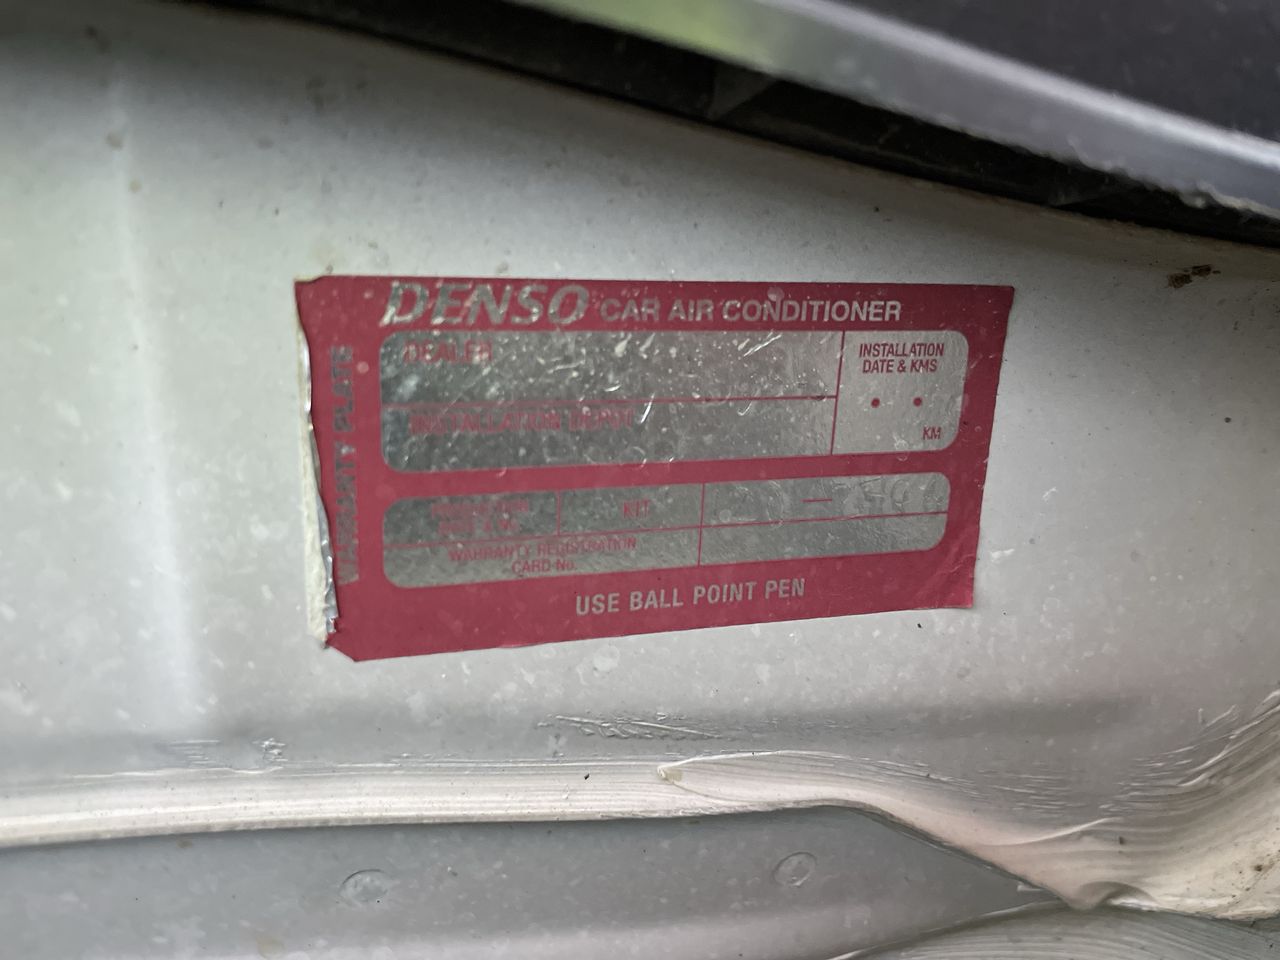 DENSO CAR AIR CONDITIONER
WARRANTY PLATE
DEALER
INSTALLATION
DATE & KMS
INSTALLATION DEPOT
KM
KIT
WARRANTY REGISTRATION
CARD No.
USE BALL POINT PEN